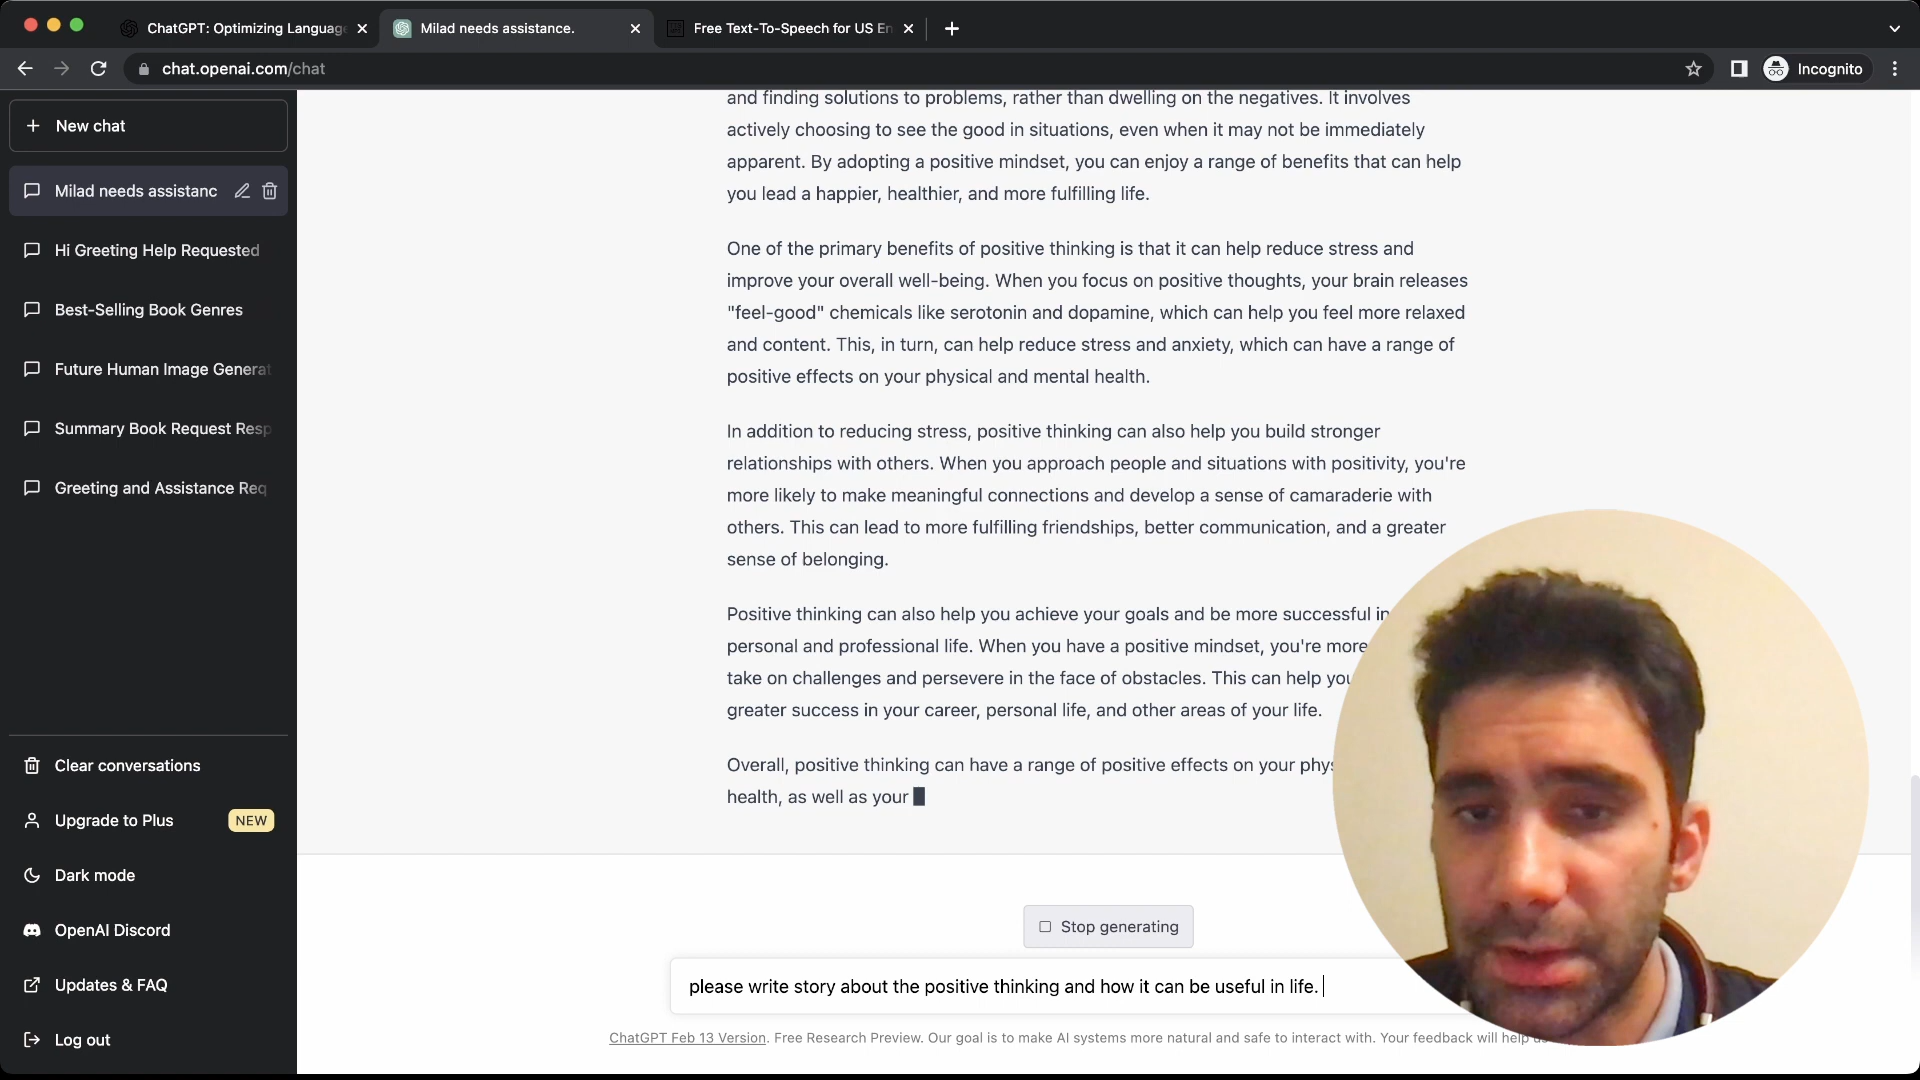 ChatGPT: Optimizing Language
Milad needs assistance.
Free Text-To-Speech for US En
chat.openai.com/chat
Incognito
New chat
Milad needs assistanc
Hi Greeting Help Requested
Best-Selling Book Genres
Future Human Image Generat
Summary Book Request Resp
Greeting and Assistance Req
Clear conversations
Upgrade to Plus NEW
Dark mode
OpenAI Discord
Updates & FAQ
Log out
and finding solutions to problems, rather than dwelling on the negatives. It involves
actively choosing to see the good in situations, even when it may not be immediately
apparent. By adopting a positive mindset, you can enjoy a range of benefits that can help
you lead a happier, healthier, and more fulfilling life.
One of the primary benefits of positive thinking is that it can help reduce stress and
improve your overall well-being. When you focus on positive thoughts, your brain releases
"feel-good" chemicals like serotonin and dopamine, which can help you feel more relaxed
and content. This, in turn, can help reduce stress and anxiety, which can have a range of
positive effects on your physical and mental health.
In addition to reducing stress, positive thinking can also help you build stronger
relationships with others. When you approach people and situations with positivity, you're
more likely to make meaningful connections and develop a sense of camaraderie with
others. This can lead to more fulfilling friendships, better communication, and a greater
sense of belonging.
Positive thinking can also help you achieve your goals and be more successful in
personal and professional life. When you have a positive mindset, you're more
take on challenges and persevere in the face of obstacles. This can help you
greater success in your career, personal life, and other areas of your life.
Overall, positive thinking can have a range of positive effects on your phys
health, as well as your
Stop generating
please write story about the positive thinking and how it can be useful in life.
ChatGPT Feb 13 Version. Free Research Preview. Our goal is to make AI systems more natural and safe to interact with. Your feedback will help